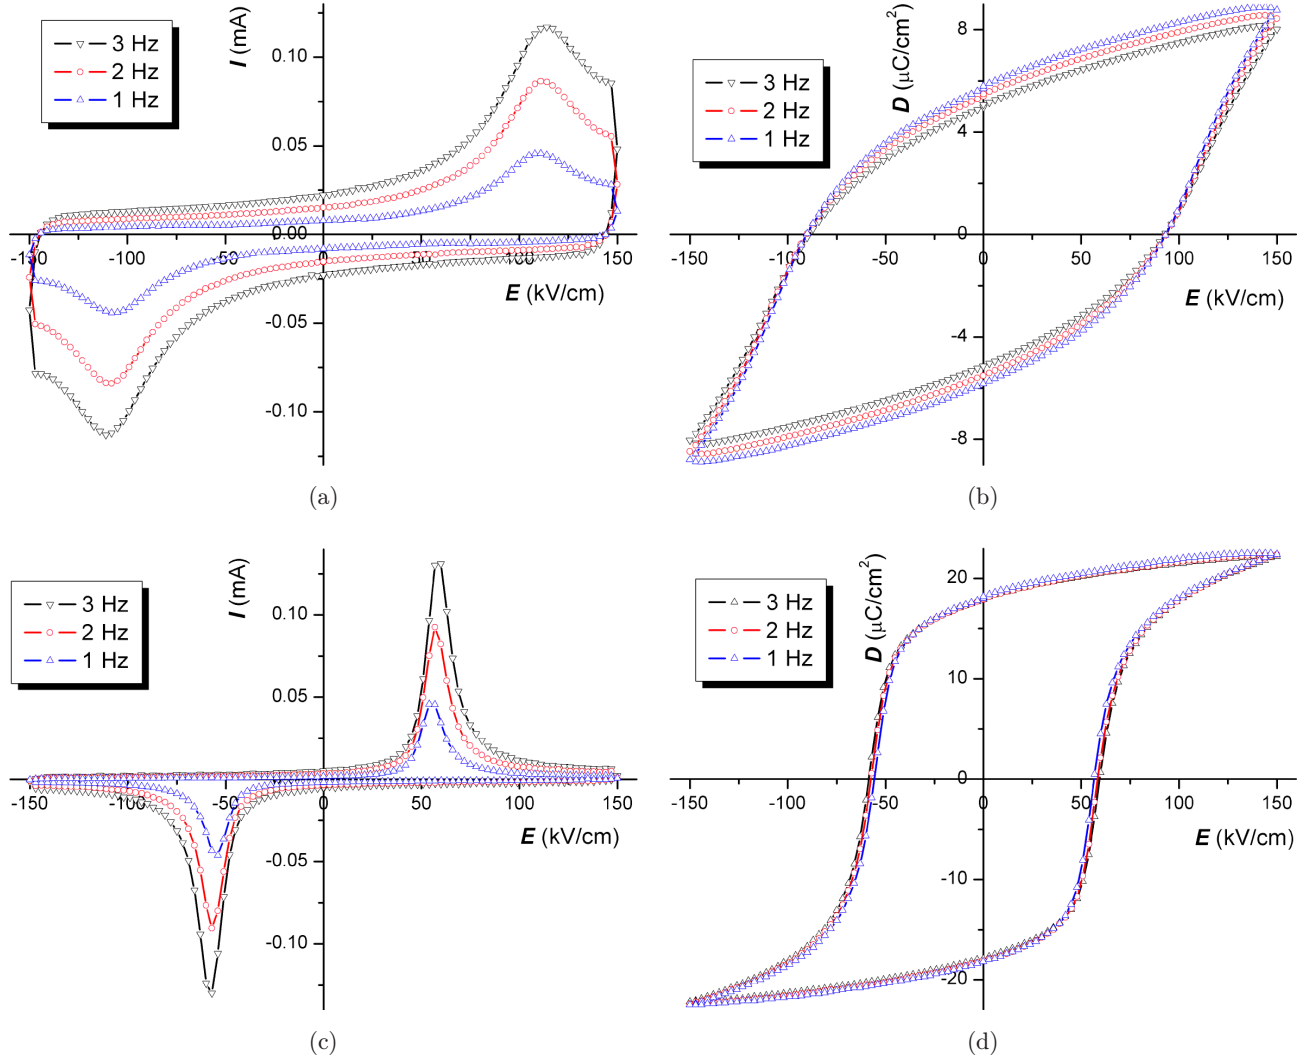 3 Hz
2 Hz
1 Hz
I (mA)
0.10
0.05
0.00
-150 -100 -50 0 50 100 150
E (kV/cm)
-0.05
-0.10
(a)
3 Hz
2 Hz
1 Hz
D (μC/cm²)
8
4
0
-150 -100 -50 0 50 100 150
E (kV/cm)
-4
-8
(b)
3 Hz
2 Hz
1 Hz
I (mA)
0.10
0.05
-150 -100 -50 0 50 100 150
E (kV/cm)
-0.05
-0.10
(c)
3 Hz
2 Hz
1 Hz
D (μC/cm²)
20
10
0
-150 -100 -50 0 50 100 150
E (kV/cm)
-10
-20
(d)